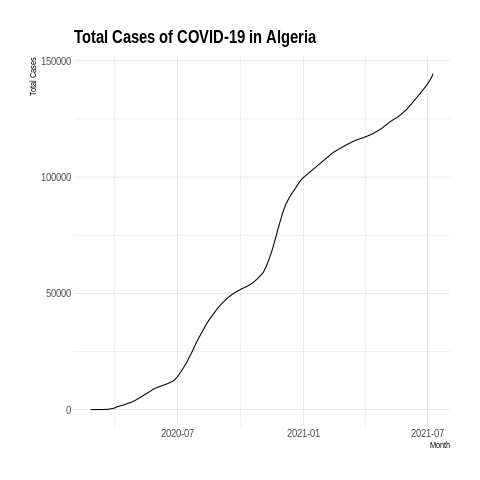 Total Cases of COVID-19 in Algeria
Total Cases
150000
100000
50000
0
2020-07
2021-01
2021-07
Month